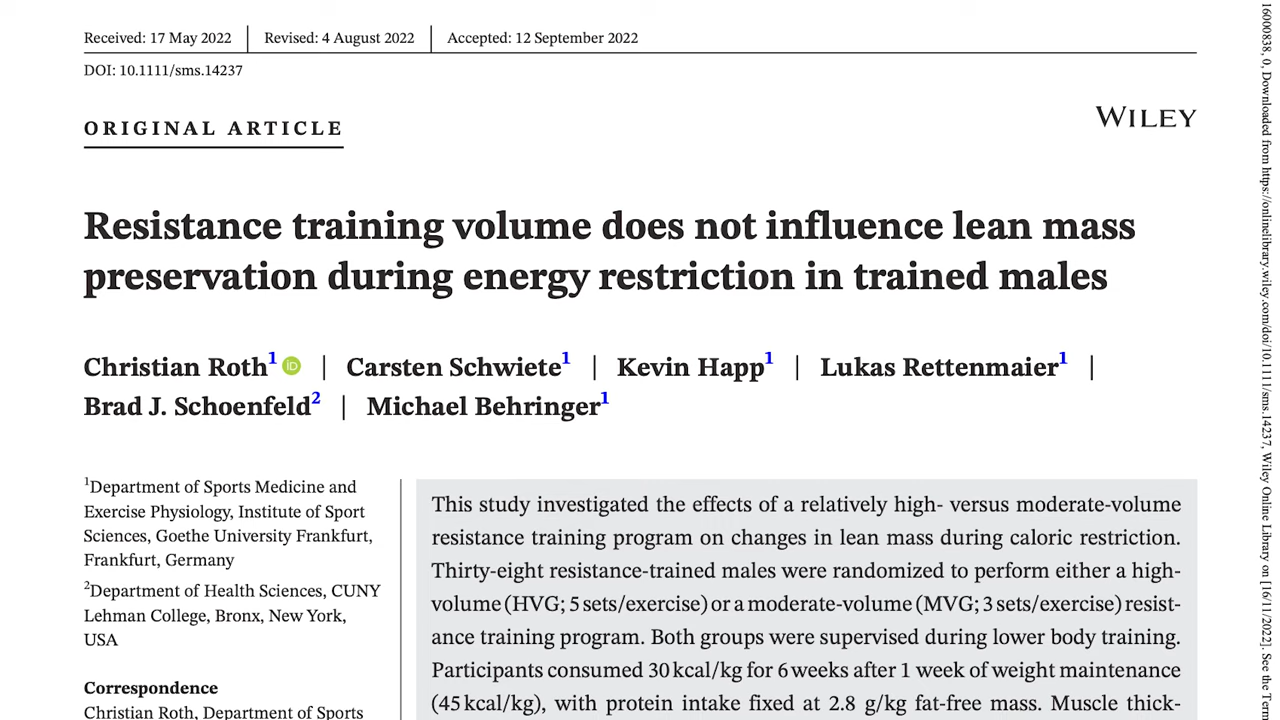 Received: 17 May 2022 | Revised: 4 August 2022 | Accepted: 12 September 2022
DOI: 10.1111/sms.14237
ORIGINAL ARTICLE
WILEY
Resistance training volume does not influence lean mass
preservation during energy restriction in trained males
Christian Roth1 iD | Carsten Schwiete1 | Kevin Happ1 | Lukas Rettenmaier1 |
Brad J. Schoenfeld2 | Michael Behringer1
1Department of Sports Medicine and
Exercise Physiology, Institute of Sport
Sciences, Goethe University Frankfurt,
Frankfurt, Germany
2Department of Health Sciences, CUNY
Lehman College, Bronx, New York,
USA
Correspondence
Christian Roth, Department of Sports
This study investigated the effects of a relatively high- versus moderate-volume
resistance training program on changes in lean mass during caloric restriction.
Thirty-eight resistance-trained males were randomized to perform either a high-
volume (HVG; 5 sets/exercise) or a moderate-volume (MVG; 3 sets/exercise) resist-
ance training program. Both groups were supervised during lower body training.
Participants consumed 30 kcal/kg for 6 weeks after 1 week of weight maintenance
(45 kcal/kg), with protein intake fixed at 2.8 g/kg fat-free mass. Muscle thick-
16000838, 0, Downloaded from https://onlinelibrary.wiley.com/doi/10.1111/sms.14237, Wiley Online Library on [16/11/2022]. See the Term